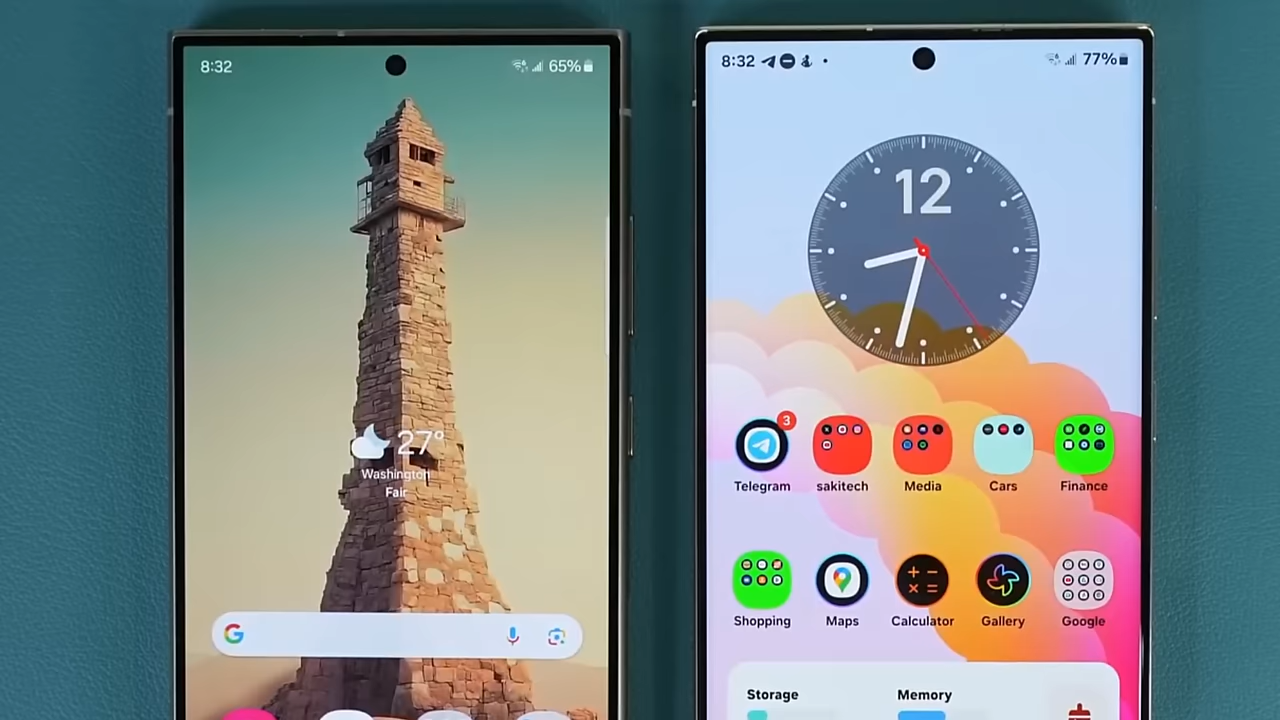 8:32
65%
27°
Washington
Fair
8:32
77%
12
3
Telegram
sakitech
Media
Cars
Finance
Shopping
Maps
Calculator
Gallery
Google
Storage
Memory